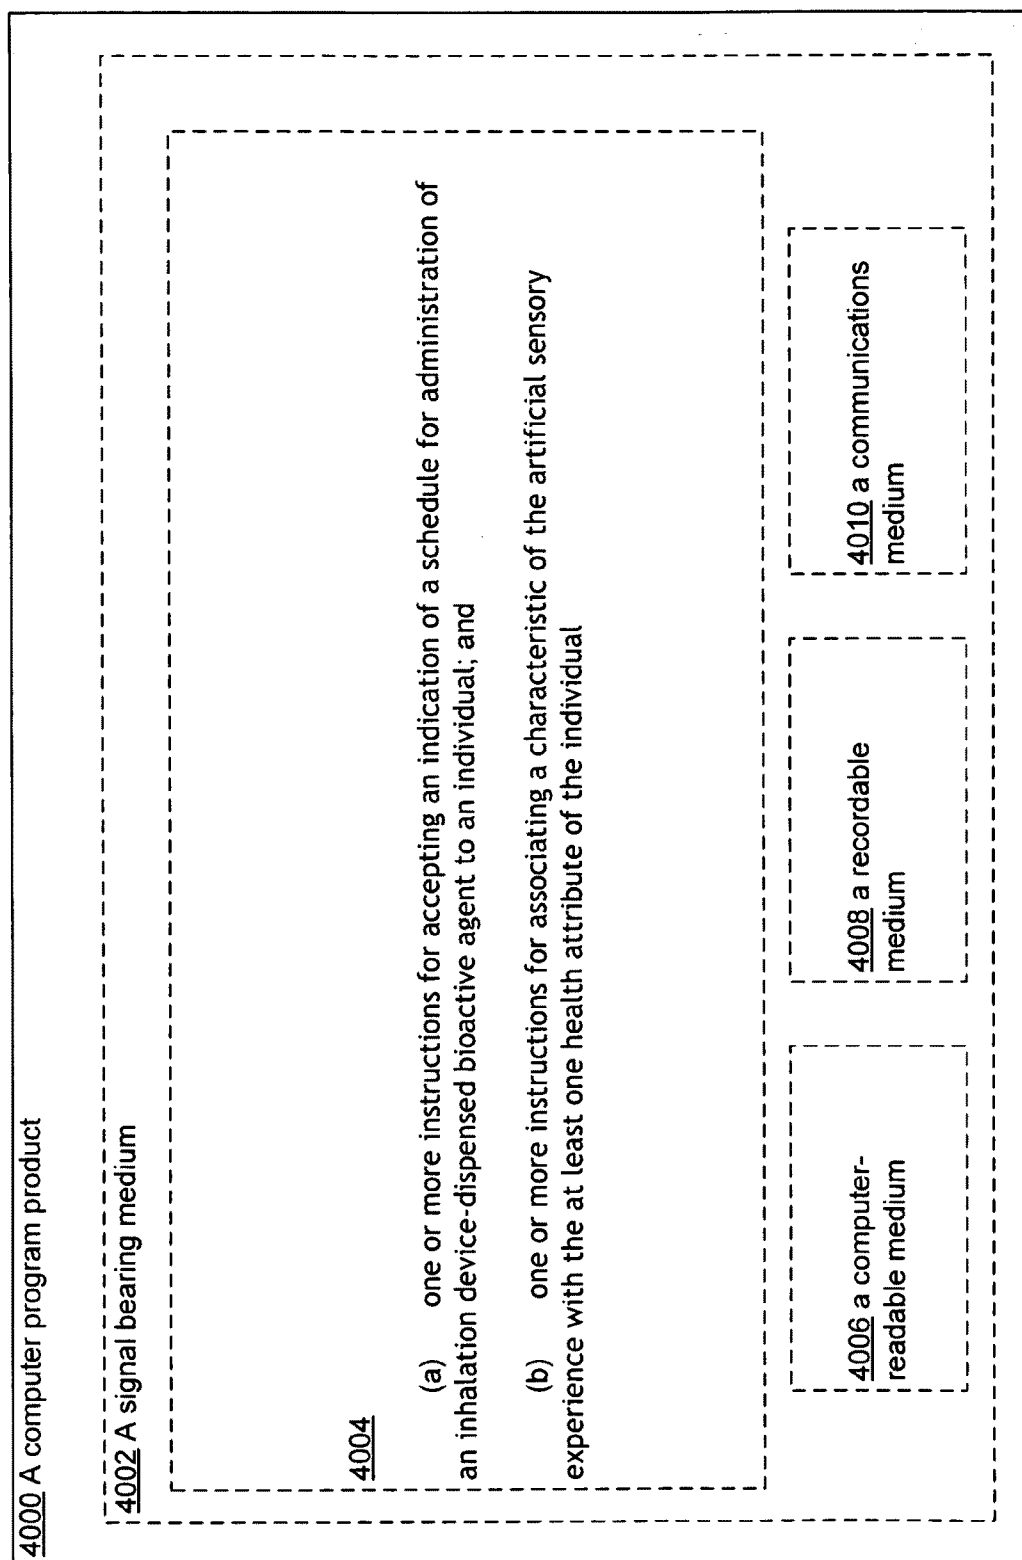 4000 A computer program product
4002 A signal bearing medium
4004
(a) one or more instructions for accepting an indication of a schedule for administration of
an inhalation device-dispensed bioactive agent to an individual; and
(b) one or more instructions for associating a characteristic of the artificial sensory
experience with the at least one health attribute of the individual
4006 a computer-
readable medium
4008 a recordable
medium
4010 a communications
medium